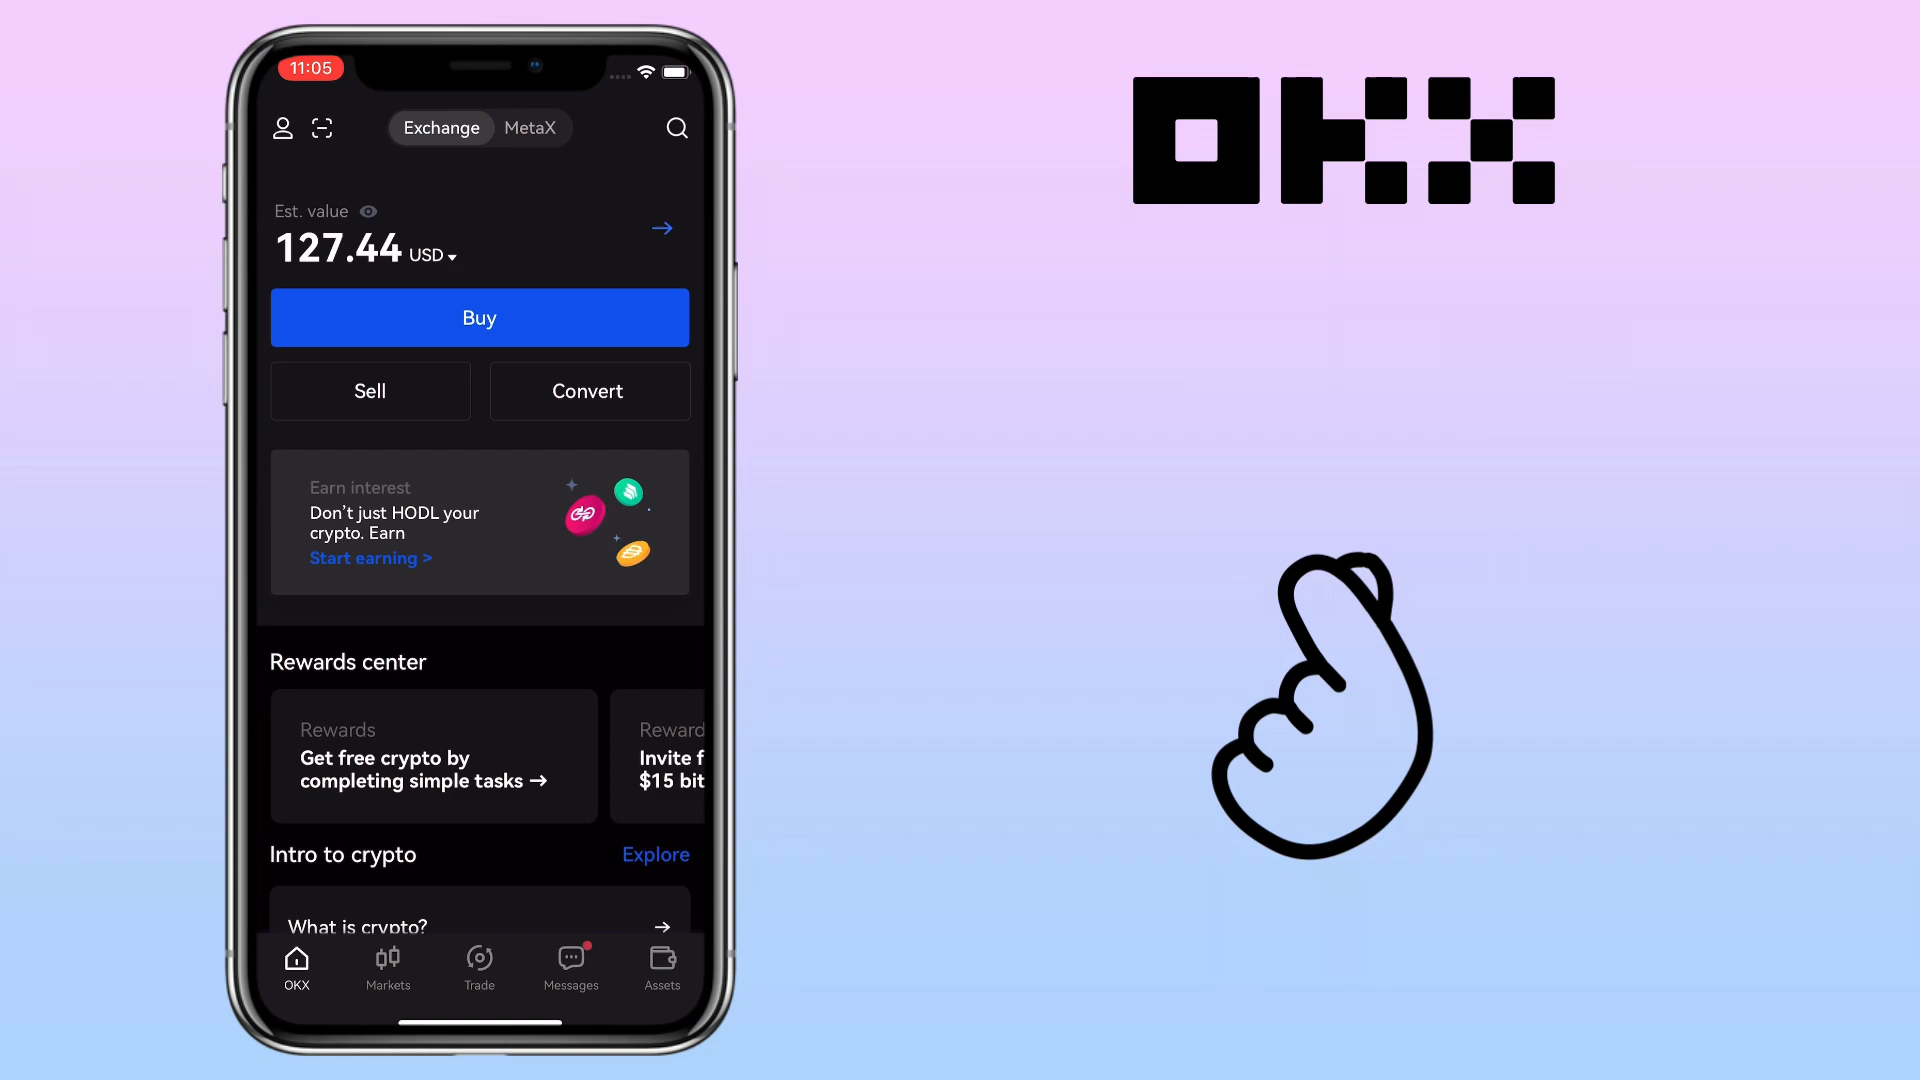 11:05
Exchange MetaX
Est. value
127.44 USD
Buy
Sell Convert
Earn interest
Don't just HODL your
crypto. Earn
Start earning >
Rewards center
Rewards
Get free crypto by
completing simple tasks →
Reward
Invite f
$15 bit
Intro to crypto Explore
What is crypto?
OKX Markets Trade Messages Assets
OKX